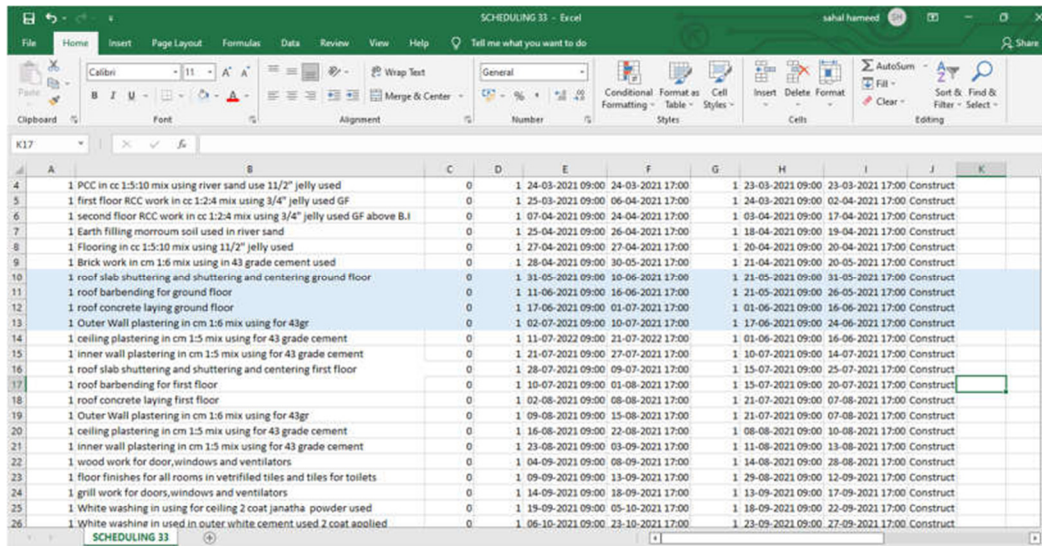 SCHEDULING 33 - Excel sahal hameed SH
File Home Insert Page Layout Formulas Data Review View Help Tell me what you want to do Share
Paste Calibri 11 A A Wrap Text General Conditional Formatting Format as Table Cell Styles Insert Delete Format AutoSum Fill Clear Sort & Filter Find & Select
B I U A Merge & Center % ,
Clipboard Font Alignment Number Styles Cells Editing
K17 fx
A B C D E F G H I J K
4 1 PCC in cc 1:5:10 mix using river sand use 11/2" jelly used 0 1 24-03-2021 09:00 24-03-2021 17:00 1 23-03-2021 09:00 23-03-2021 17:00 Construct
5 1 first floor RCC work in cc 1:2:4 mix using 3/4" jelly used GF 0 1 25-03-2021 09:00 06-04-2021 17:00 1 24-03-2021 09:00 02-04-2021 17:00 Construct
6 1 second floor RCC work in cc 1:2:4 mix using 3/4" jelly used GF above B.I 0 1 07-04-2021 09:00 24-04-2021 17:00 1 03-04-2021 09:00 17-04-2021 17:00 Construct
7 1 Earth filling morroum soil used in river sand 0 1 25-04-2021 09:00 26-04-2021 17:00 1 18-04-2021 09:00 19-04-2021 17:00 Construct
8 1 Flooring in cc 1:5:10 mix using 11/2" jelly used 0 1 27-04-2021 09:00 27-04-2021 17:00 1 20-04-2021 09:00 20-04-2021 17:00 Construct
9 1 Brick work in cm 1:6 mix using in 43 grade cement used 0 1 28-04-2021 09:00 30-05-2021 17:00 1 21-04-2021 09:00 20-05-2021 17:00 Construct
10 1 roof slab shuttering and shuttering and centering ground floor 0 1 31-05-2021 09:00 10-06-2021 17:00 1 21-05-2021 09:00 31-05-2021 17:00 Construct
11 1 roof barbending for ground floor 0 1 11-06-2021 09:00 16-06-2021 17:00 1 21-05-2021 09:00 26-05-2021 17:00 Construct
12 1 roof concrete laying ground floor 0 1 17-06-2021 09:00 01-07-2021 17:00 1 01-06-2021 09:00 16-06-2021 17:00 Construct
13 1 Outer Wall plastering in cm 1:6 mix using for 43gr 0 1 02-07-2021 09:00 10-07-2021 17:00 1 17-06-2021 09:00 24-06-2021 17:00 Construct
14 1 ceiling plastering in cm 1:5 mix using for 43 grade cement 0 1 11-07-2022 09:00 21-07-2022 17:00 1 01-06-2021 09:00 16-06-2021 17:00 Construct
15 1 inner wall plastering in cm 1:5 mix using for 43 grade cement 0 1 21-07-2021 09:00 27-07-2021 17:00 1 10-07-2021 09:00 14-07-2021 17:00 Construct
16 1 roof slab shuttering and shuttering and centering first floor 0 1 28-07-2021 09:00 09-07-2021 17:00 1 15-07-2021 09:00 25-07-2021 17:00 Construct
17 1 roof barbending for first floor 0 1 10-07-2021 09:00 01-08-2021 17:00 1 15-07-2021 09:00 20-07-2021 17:00 Construct
18 1 roof concrete laying first floor 0 1 02-08-2021 09:00 08-08-2021 17:00 1 21-07-2021 09:00 07-08-2021 17:00 Construct
19 1 Outer Wall plastering in cm 1:6 mix using for 43gr 0 1 09-08-2021 09:00 15-08-2021 17:00 1 21-07-2021 09:00 07-08-2021 17:00 Construct
20 1 ceiling plastering in cm 1:5 mix using for 43 grade cement 0 1 16-08-2021 09:00 22-08-2021 17:00 1 08-08-2021 09:00 10-08-2021 17:00 Construct
21 1 inner wall plastering in cm 1:5 mix using for 43 grade cement 0 1 23-08-2021 09:00 03-09-2021 17:00 1 11-08-2021 09:00 13-08-2021 17:00 Construct
22 1 wood work for door,windows and ventilators 0 1 04-09-2021 09:00 08-09-2021 17:00 1 14-08-2021 09:00 28-08-2021 17:00 Construct
23 1 floor finishes for all rooms in vetrifiled tiles and tiles for toilets 0 1 09-09-2021 09:00 13-09-2021 17:00 1 29-08-2021 09:00 12-09-2021 17:00 Construct
24 1 grill work for doors,windows and ventilators 0 1 14-09-2021 09:00 18-09-2021 17:00 1 13-09-2021 09:00 17-09-2021 17:00 Construct
25 1 White washing in using for ceiling 2 coat janatha powder used 0 1 19-09-2021 09:00 05-10-2021 17:00 1 18-09-2021 09:00 22-09-2021 17:00 Construct
26 1 White washing in used in outer white cement used 2 coat applied 0 1 06-10-2021 09:00 23-10-2021 17:00 1 23-09-2021 09:00 27-09-2021 17:00 Construct
SCHEDULING 33